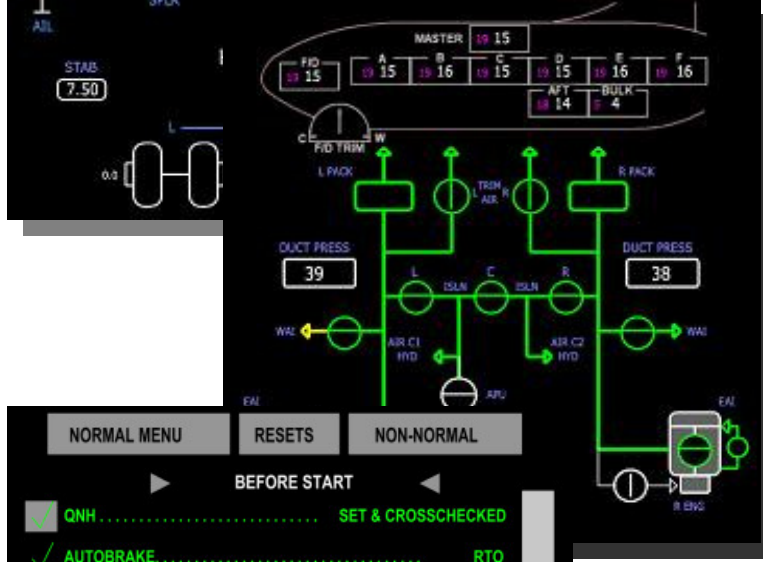 AIL
STAB
7.50
L
0.0
MASTER 19 15
F/D A B C D E F
19 15 19 15 19 16 19 15 19 15 19 16 19 16
AFT BULK
18 14 5 4
C W
F/D TRIM
L PACK L TRIM AIR R R PACK
DUCT PRESS DUCT PRESS
39 38
L ISLN C ISLN R
WAI WAI
AIR C1 HYD AIR C2 HYD
APU
EAI EAI
R ENG
NORMAL MENU RESETS NON-NORMAL
BEFORE START
QNH............................ SET & CROSSCHECKED
AUTOBRAKE.................................. RTO